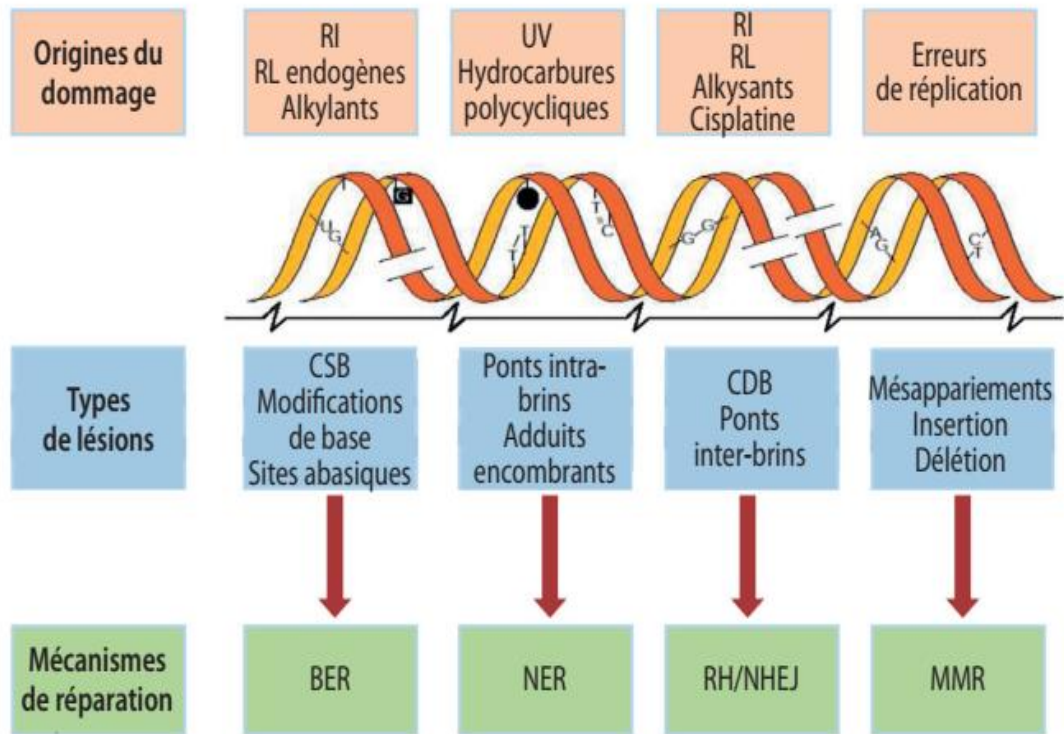 Origines du
dommage
RI
RL endogènes
Alkylants
UV
Hydrocarbures
polycycliques
RI
RL
Alkysants
Cisplatine
Erreurs
de réplication
U G
G
T T
T = C
G G
A G
C T
Types
de lésions
CSB
Modifications
de base
Sites abasiques
Ponts intra-
brins
Adduits
encombrants
CDB
Ponts
inter-brins
Mésappariements
Insertion
Délétion
Mécanismes
de réparation
BER
NER
RH/NHEJ
MMR